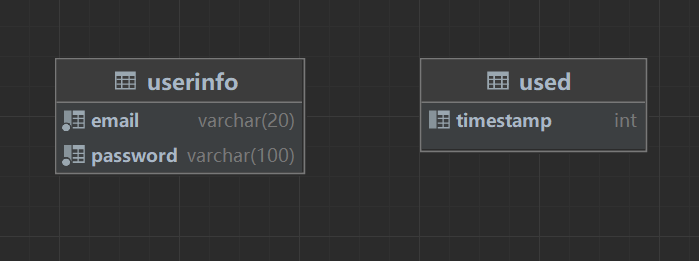 userinfo
email varchar(20)
password varchar(100)
used
timestamp int